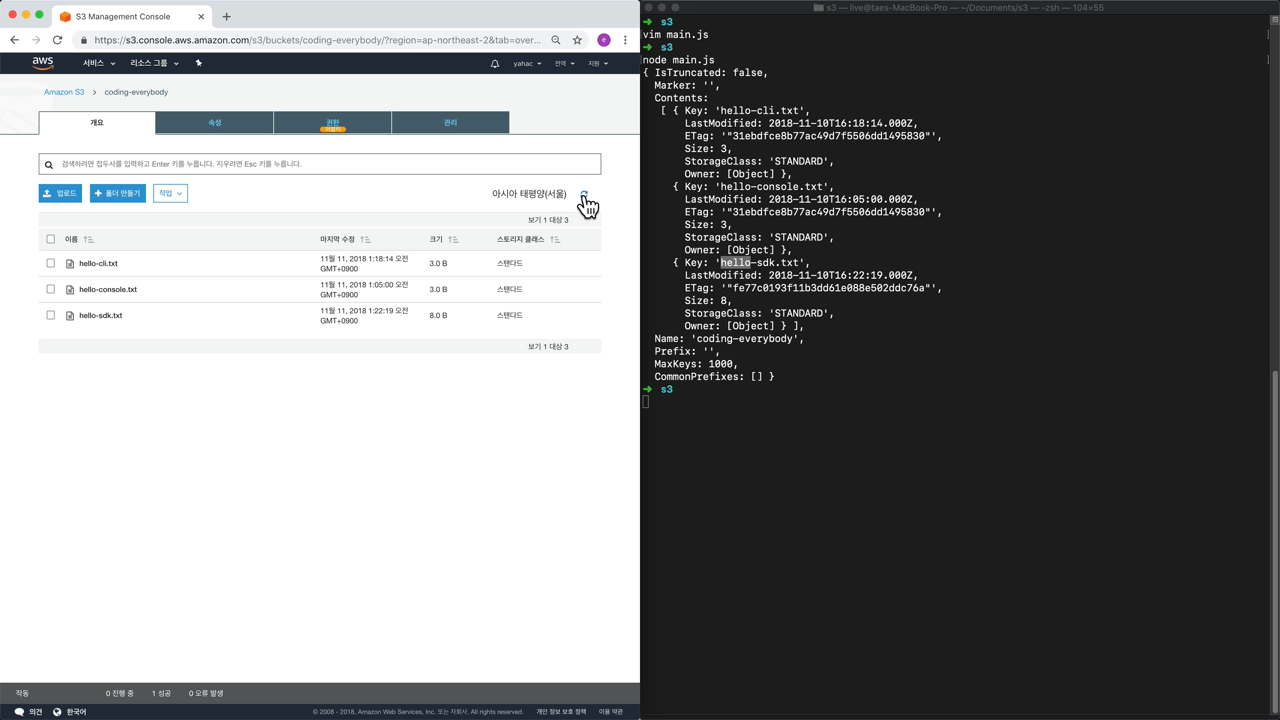 S3 Management Console
https://s3.console.aws.amazon.com/s3/buckets/coding-everybody/?region=ap-northeast-2&tab=over...
e
aws
서비스
리소스 그룹
yahac
전역
지원
Amazon S3
coding-everybody
개요
속성
권한
퍼블릭
관리
검색하려면 접두사를 입력하고 Enter 키를 누릅니다. 지우려면 Esc 키를 누릅니다.
업로드
폴더 만들기
작업
아시아 태평양(서울)
보기 1 대상 3
이름
마지막 수정
크기
스토리지 클래스
hello-cli.txt
11월 11, 2018 1:18:14 오전 GMT+0900
3.0 B
스탠다드
hello-console.txt
11월 11, 2018 1:05:00 오전 GMT+0900
3.0 B
스탠다드
hello-sdk.txt
11월 11, 2018 1:22:19 오전 GMT+0900
8.0 B
스탠다드
보기 1 대상 3
작동
0 진행 중
1 성공
0 오류 발생
의견
한국어
© 2008 - 2018, Amazon Web Services, Inc. 또는 자회사. All rights reserved.
개인 정보 보호 정책
이용 약관
s3 — live@taes-MacBook-Pro — ~/Documents/s3 — -zsh — 104×55
➜ s3
vim main.js
➜ s3
node main.js
{ IsTruncated: false,
Marker: '',
Contents:
[ { Key: 'hello-cli.txt',
LastModified: 2018-11-10T16:18:14.000Z,
ETag: '"31ebdfce8b77ac49d7f5506dd1495830"',
Size: 3,
StorageClass: 'STANDARD',
Owner: [Object] },
{ Key: 'hello-console.txt',
LastModified: 2018-11-10T16:05:00.000Z,
ETag: '"31ebdfce8b77ac49d7f5506dd1495830"',
Size: 3,
StorageClass: 'STANDARD',
Owner: [Object] },
{ Key: 'hello-sdk.txt',
LastModified: 2018-11-10T16:22:19.000Z,
ETag: '"fe77c0193f11b3dd61e088e502ddc76a"',
Size: 8,
StorageClass: 'STANDARD',
Owner: [Object] } ],
Name: 'coding-everybody',
Prefix: '',
MaxKeys: 1000,
CommonPrefixes: [] }
➜ s3